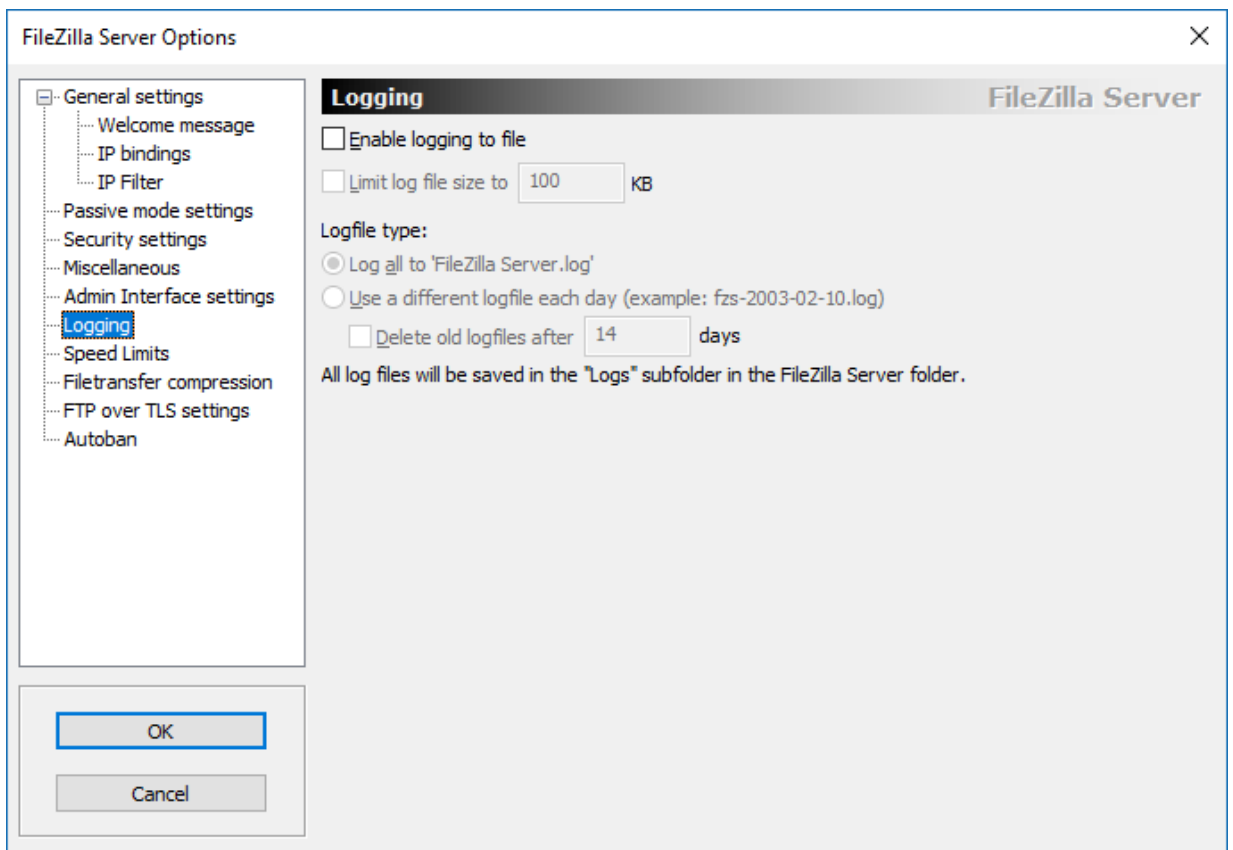 FileZilla Server Options
General settings
Welcome message
IP bindings
IP Filter
Passive mode settings
Security settings
Miscellaneous
Admin Interface settings
Logging
Speed Limits
Filetransfer compression
FTP over TLS settings
Autoban
OK
Cancel
Logging FileZilla Server
Enable logging to file
Limit log file size to 100 KB
Logfile type:
Log all to 'FileZilla Server.log'
Use a different logfile each day (example: fzs-2003-02-10.log)
Delete old logfiles after 14 days
All log files will be saved in the "Logs" subfolder in the FileZilla Server folder.